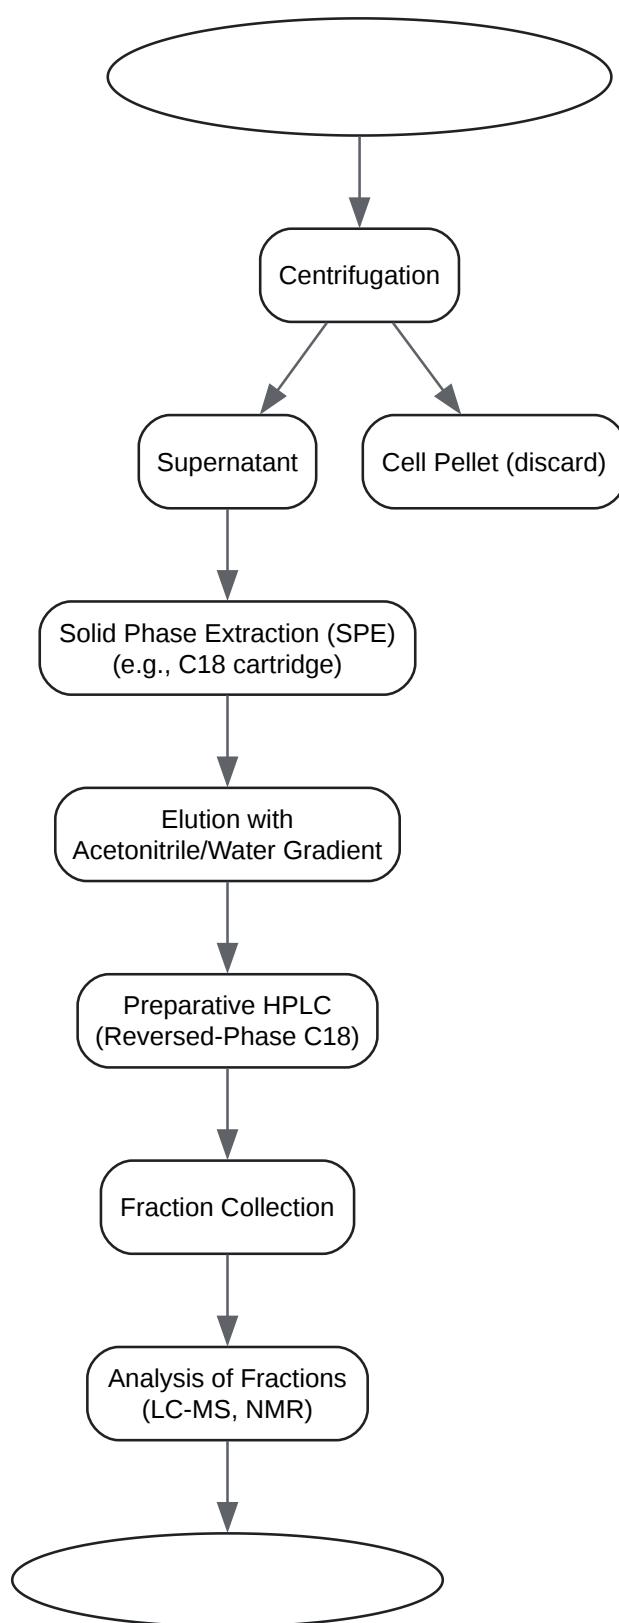 Centrifugation
Supernatant
Cell Pellet (discard)
Solid Phase Extraction (SPE)
(e.g., C18 cartridge)
Elution with
Acetonitrile/Water Gradient
Preparative HPLC
(Reversed-Phase C18)
Fraction Collection
Analysis of Fractions
(LC-MS, NMR)